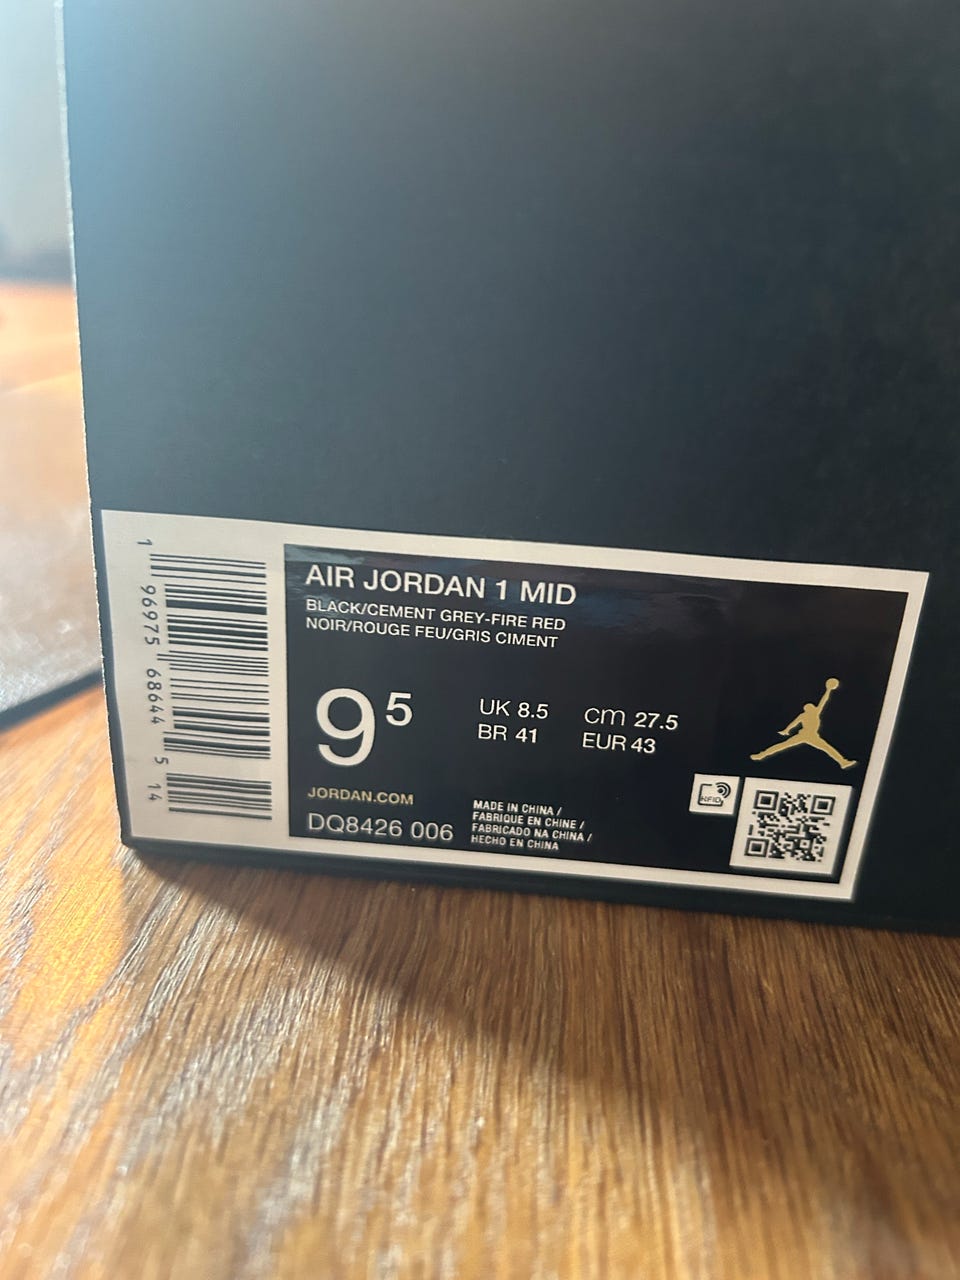 AIR JORDAN 1 MID
BLACK/CEMENT GREY-FIRE RED
NOIR/ROUGE FEU/GRIS CIMENT
9⁵
UK 8.5
BR 41
cm 27.5
EUR 43
JORDAN.COM
DQ8426 006
MADE IN CHINA /
FABRIQUE EN CHINE /
FABRICADO NA CHINA /
HECHO EN CHINA
RFID
1 96975 68644 5 14